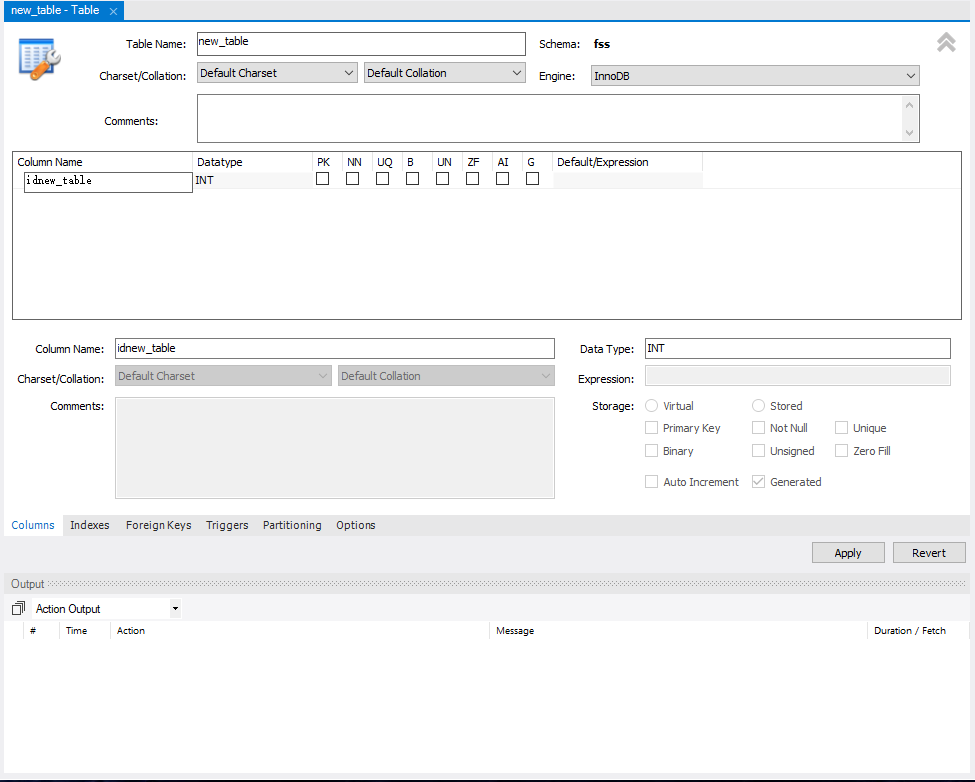 new_table - Table
Table Name: new_table Schema: fss
Charset/Collation: Default Charset Default Collation Engine: InnoDB
Comments:
Column Name Datatype PK NN UQ B UN ZF AI G Default/Expression
idnew_table INT
Column Name: idnew_table Data Type: INT
Charset/Collation: Default Charset Default Collation Expression:
Comments: Storage: Virtual Stored
Primary Key Not Null Unique
Binary Unsigned Zero Fill
Auto Increment Generated
Columns Indexes Foreign Keys Triggers Partitioning Options
Apply Revert
Output
Action Output
# Time Action Message Duration / Fetch